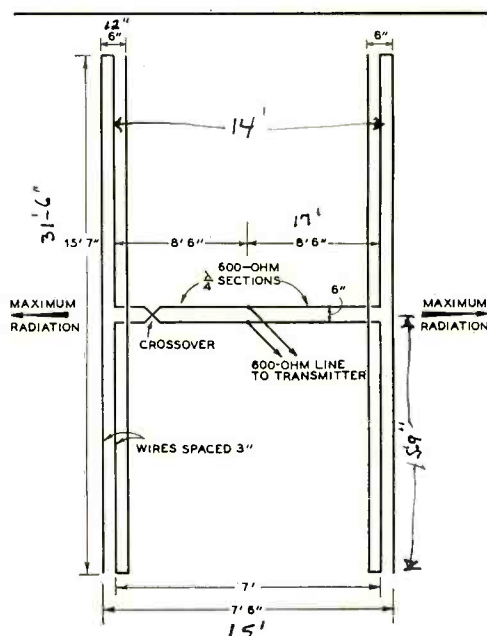 12"
6"
6"
14'
31'-6"
15' 7"
17'
8' 6"
8' 6"
600-OHM
λ/4 SECTIONS
6"
MAXIMUM
RADIATION
MAXIMUM
RADIATION
CROSSOVER
600-OHM LINE
TO TRANSMITTER
WIRES SPACED 3"
7'
7' 6"
15'